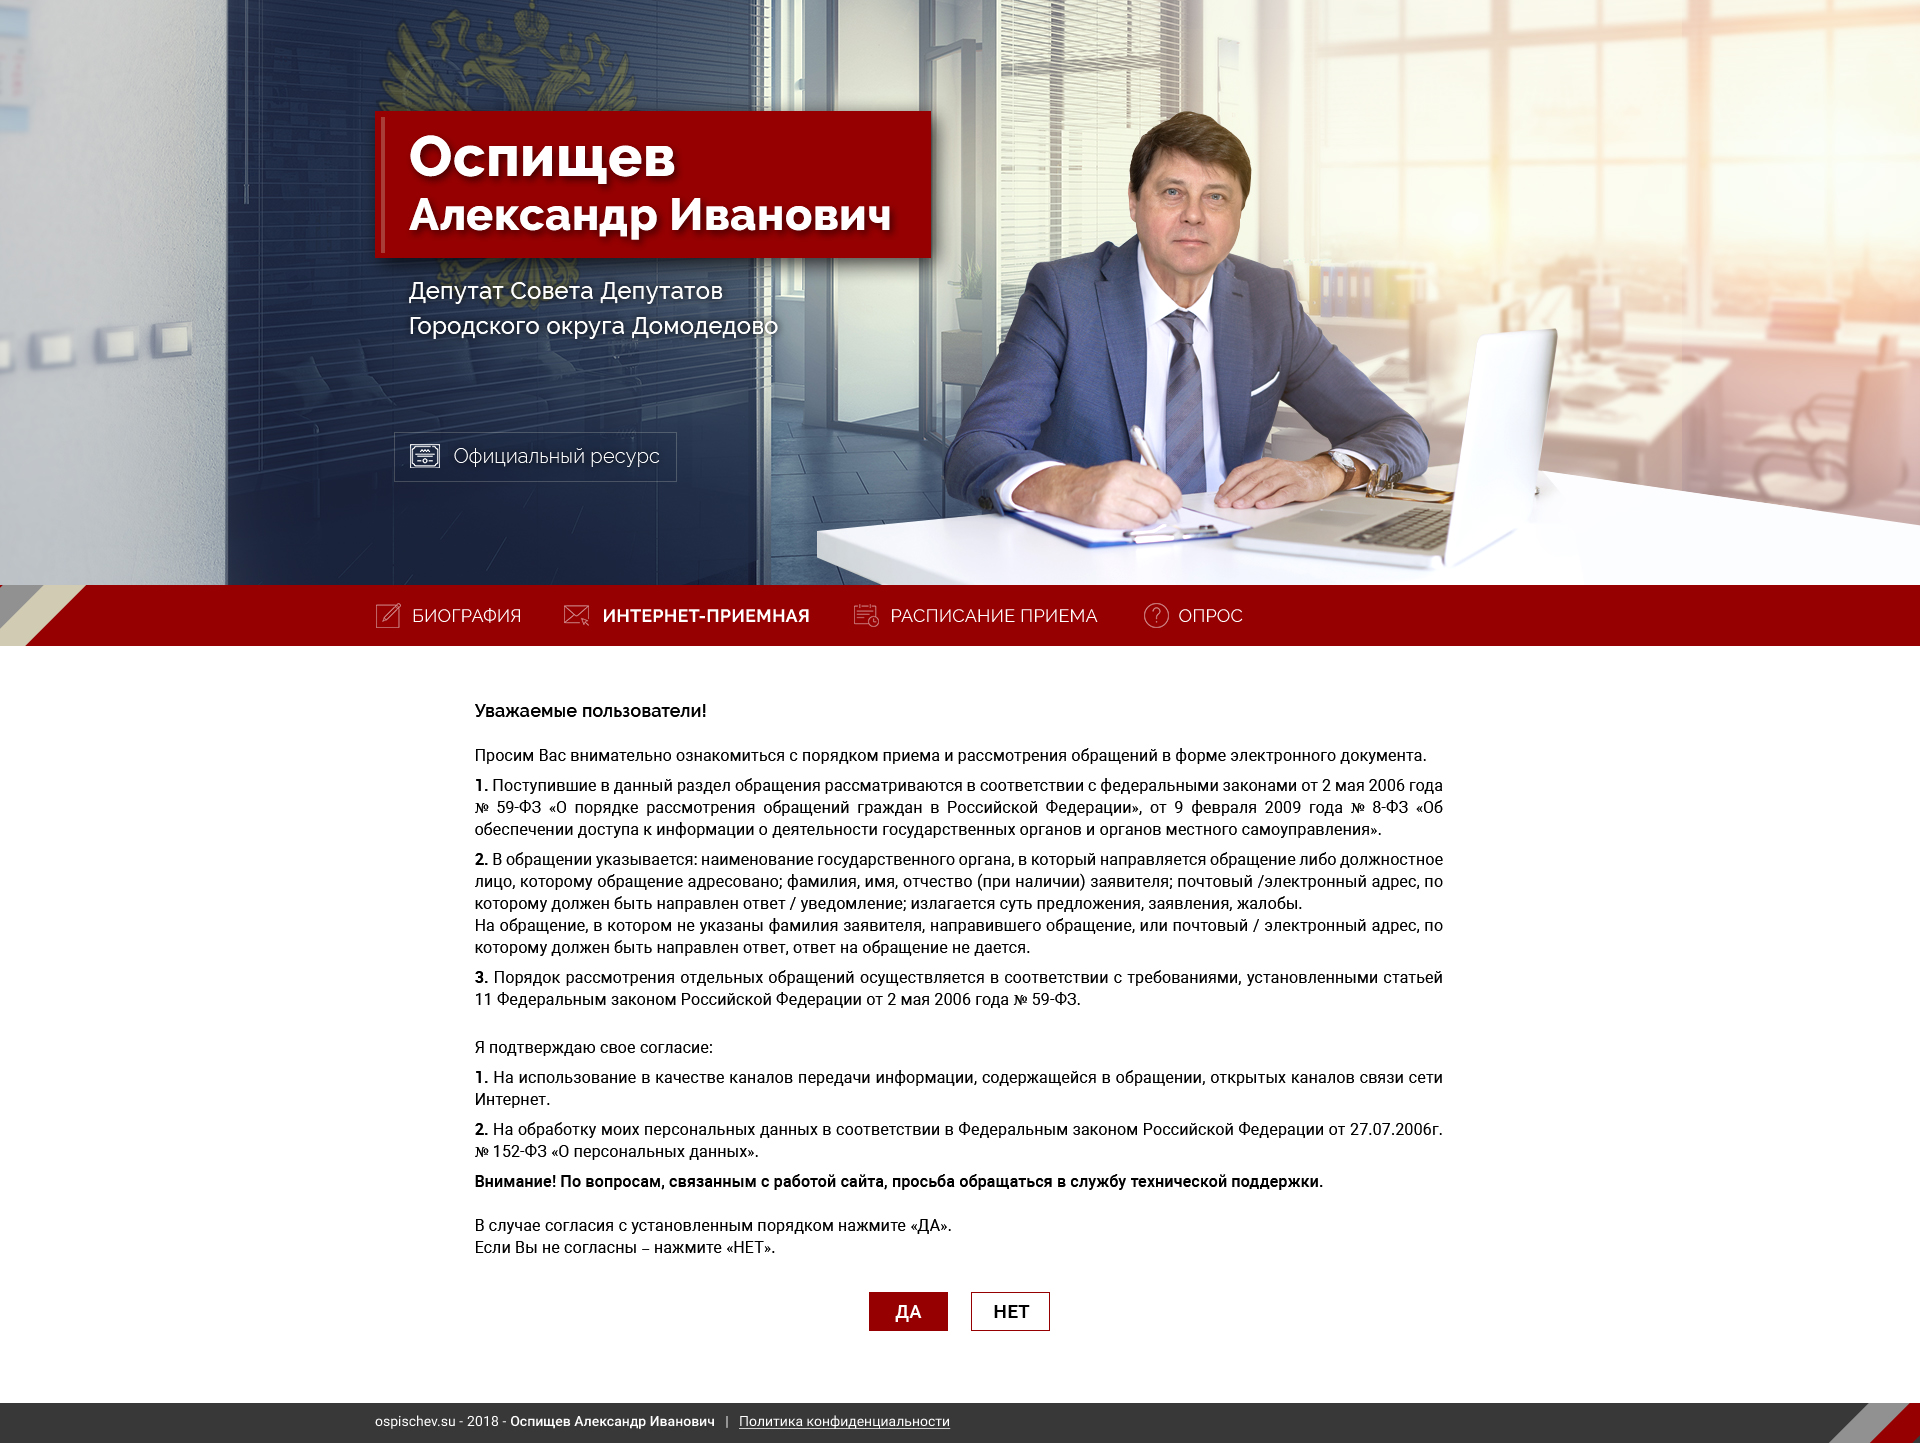 Оспищев
Александр Иванович
Депутат Совета Депутатов
Городского округа Домодедово
Официальный ресурс
БИОГРАФИЯ ИНТЕРНЕТ-ПРИЕМНАЯ РАСПИСАНИЕ ПРИЕМА ОПРОС
Уважаемые пользователи!
Просим Вас внимательно ознакомиться с порядком приема и рассмотрения обращений в форме электронного документа.
1. Поступившие в данный раздел обращения рассматриваются в соответствии с федеральными законами от 2 мая 2006 года
№ 59-ФЗ «О порядке рассмотрения обращений граждан в Российской Федерации», от 9 февраля 2009 года № 8-ФЗ «Об
обеспечении доступа к информации о деятельности государственных органов и органов местного самоуправления».
2. В обращении указывается: наименование государственного органа, в который направляется обращение либо должностное
лицо, которому обращение адресовано; фамилия, имя, отчество (при наличии) заявителя; почтовый /электронный адрес, по
которому должен быть направлен ответ / уведомление; излагается суть предложения, заявления, жалобы.
На обращение, в котором не указаны фамилия заявителя, направившего обращение, или почтовый / электронный адрес, по
которому должен быть направлен ответ, ответ на обращение не дается.
3. Порядок рассмотрения отдельных обращений осуществляется в соответствии с требованиями, установленными статьей
11 Федеральным законом Российской Федерации от 2 мая 2006 года № 59-ФЗ.
Я подтверждаю свое согласие:
1. На использование в качестве каналов передачи информации, содержащейся в обращении, открытых каналов связи сети
Интернет.
2. На обработку моих персональных данных в соответствии в Федеральным законом Российской Федерации от 27.07.2006г.
№ 152-ФЗ «О персональных данных».
Внимание! По вопросам, связанным с работой сайта, просьба обращаться в службу технической поддержки.
В случае согласия с установленным порядком нажмите «ДА».
Если Вы не согласны – нажмите «НЕТ».
ДА НЕТ
ospischev.su - 2018 - Оспищев Александр Иванович | Политика конфиденциальности